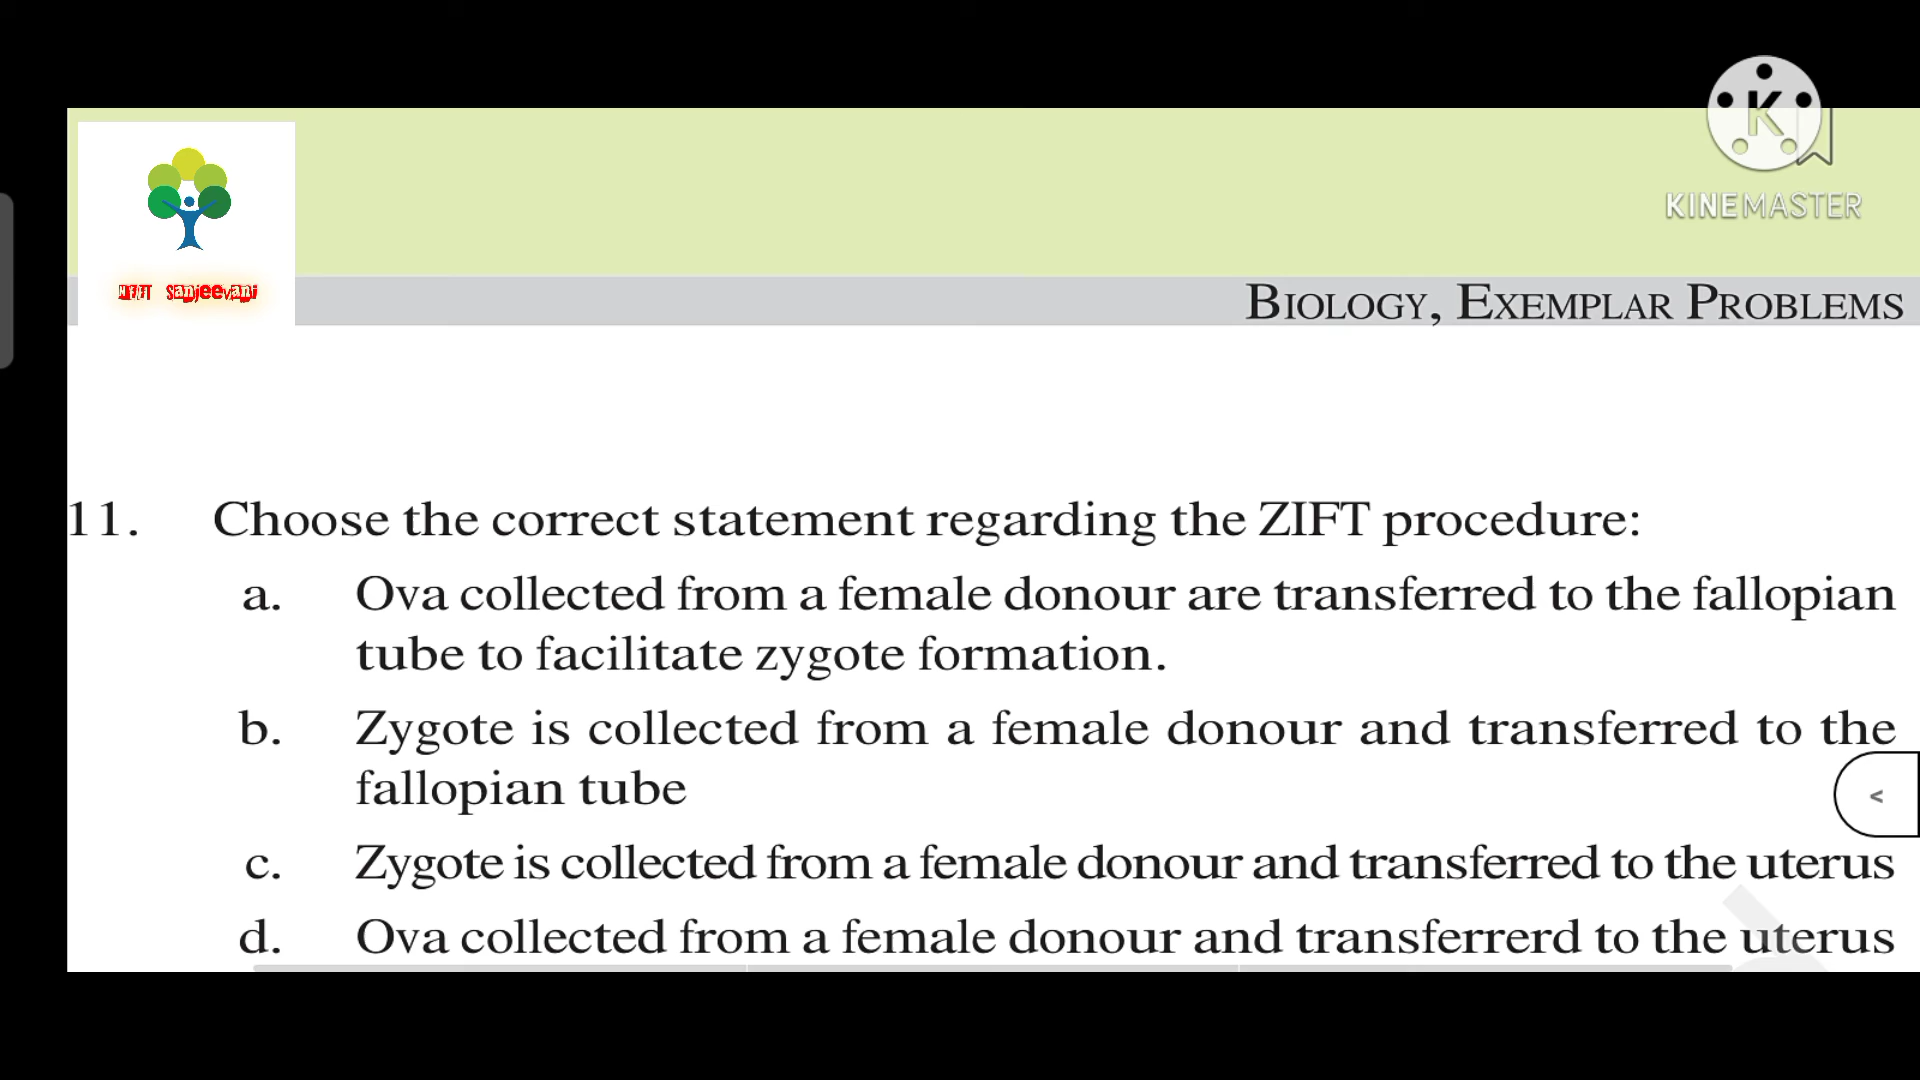 K
KINEMASTER
NEET Sanjeevani
BIOLOGY, EXEMPLAR PROBLEMS
11. Choose the correct statement regarding the ZIFT procedure:
a. Ova collected from a female donour are transferred to the fallopian
tube to facilitate zygote formation.
b. Zygote is collected from a female donour and transferred to the
fallopian tube
<
c. Zygote is collected from a female donour and transferred to the uterus
d. Ova collected from a female donour and transferrerd to the uterus